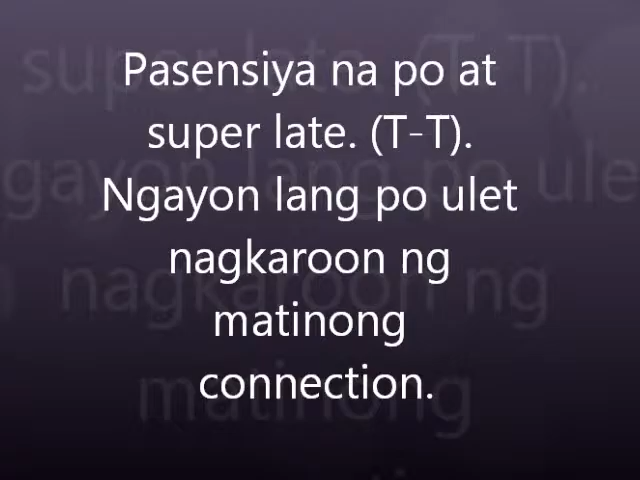 Pasensiya na po at
super late. (T-T).
Ngayon lang po ulet
nagkaroon ng
matinong
connection.